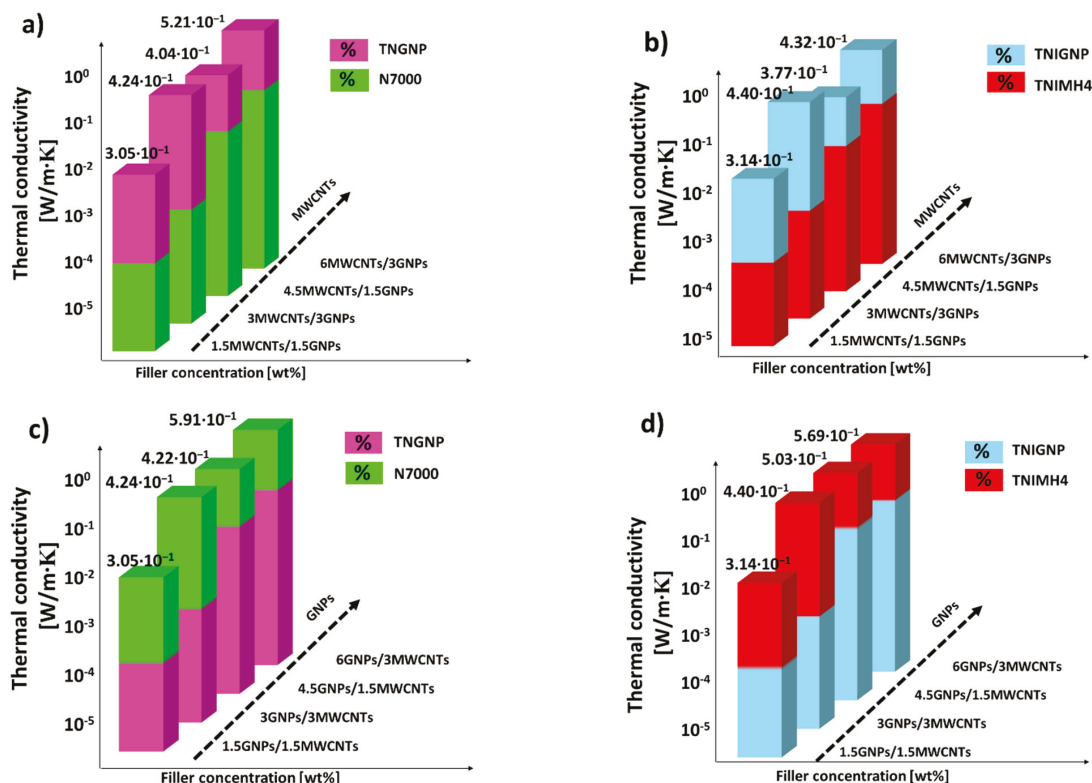 a)
5.21·10⁻¹
4.04·10⁻¹
4.24·10⁻¹
3.05·10⁻¹
% TNGNP
% N7000
Thermal conductivity
[W/m·K]
10⁰
10⁻¹
10⁻²
10⁻³
10⁻⁴
10⁻⁵
MWCNTs
6MWCNTs/3GNPs
4.5MWCNTs/1.5GNPs
3MWCNTs/3GNPs
1.5MWCNTs/1.5GNPs
Filler concentration [wt%]
b)
4.32·10⁻¹
3.77·10⁻¹
4.40·10⁻¹
3.14·10⁻¹
% TNIGNP
% TNIMH4
Thermal conductivity
[W/m·K]
10⁰
10⁻¹
10⁻²
10⁻³
10⁻⁴
10⁻⁵
MWCNTs
6MWCNTs/3GNPs
4.5MWCNTs/1.5GNPs
3MWCNTs/3GNPs
1.5MWCNTs/1.5GNPs
Filler concentration [wt%]
c)
5.91·10⁻¹
4.22·10⁻¹
4.24·10⁻¹
3.05·10⁻¹
% TNGNP
% N7000
Thermal conductivity
[W/m·K]
10⁰
10⁻¹
10⁻²
10⁻³
10⁻⁴
10⁻⁵
GNPs
6GNPs/3MWCNTs
4.5GNPs/1.5MWCNTs
3GNPs/3MWCNTs
1.5GNPs/1.5MWCNTs
Filler concentration [wt%]
d)
5.69·10⁻¹
5.03·10⁻¹
4.40·10⁻¹
3.14·10⁻¹
% TNIGNP
% TNIMH4
Thermal conductivity
[W/m·K]
10⁰
10⁻¹
10⁻²
10⁻³
10⁻⁴
10⁻⁵
GNPs
6GNPs/3MWCNTs
4.5GNPs/1.5MWCNTs
3GNPs/3MWCNTs
1.5GNPs/1.5MWCNTs
Filler concentration [wt%]